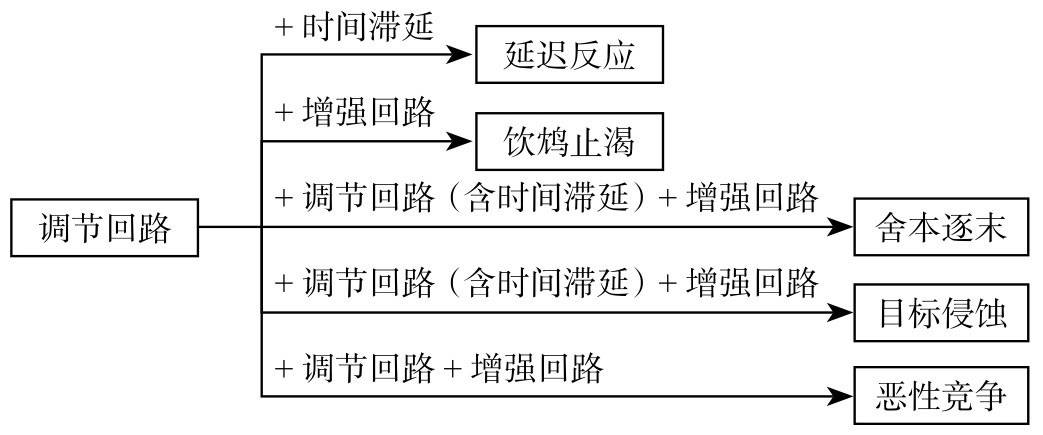 + 时间滞延
延迟反应
+ 增强回路
饮鸩止渴
+ 调节回路（含时间滞延）+ 增强回路
调节回路
舍本逐末
+ 调节回路（含时间滞延）+ 增强回路
目标侵蚀
+ 调节回路 + 增强回路
恶性竞争